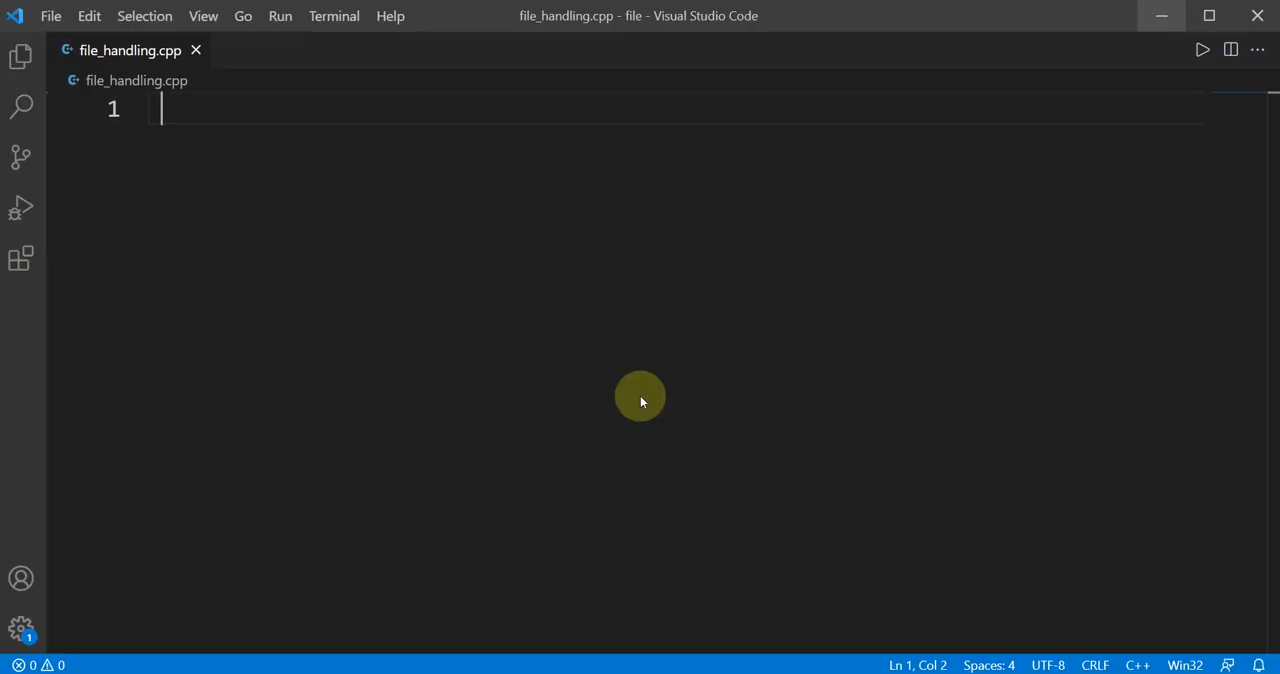 File Edit Selection View Go Run Terminal Help file_handling.cpp - file - Visual Studio Code
file_handling.cpp
file_handling.cpp
1
1
0 0 Ln 1, Col 2 Spaces: 4 UTF-8 CRLF C++ Win32